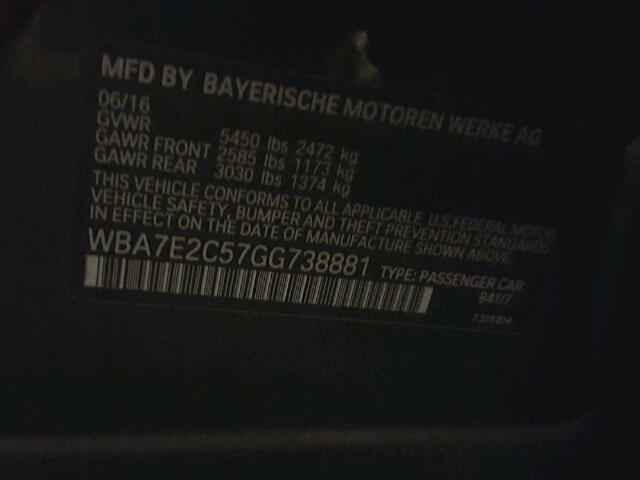 MFD BY BAYERISCHE MOTOREN WERKE AG
06/16
GVWR 5450 lbs 2472 kg
GAWR FRONT 2585 lbs 1173 kg
GAWR REAR 3030 lbs 1374 kg
THIS VEHICLE CONFORMS TO ALL APPLICABLE U.S. FEDERAL MOTOR
VEHICLE SAFETY, BUMPER AND THEFT PREVENTION STANDARDS
IN EFFECT ON THE DATE OF MANUFACTURE SHOWN ABOVE.
WBA7E2C57GG738881 TYPE: PASSENGER CAR
B41/7